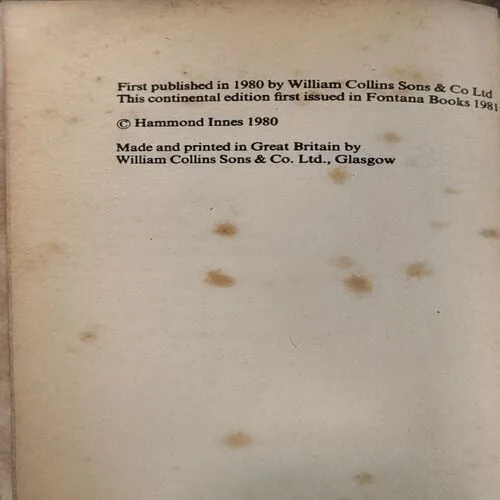 First published in 1980 by William Collins Sons & Co Ltd
This continental edition first issued in Fontana Books 1981
© Hammond Innes 1980
Made and printed in Great Britain by
William Collins Sons & Co. Ltd., Glasgow